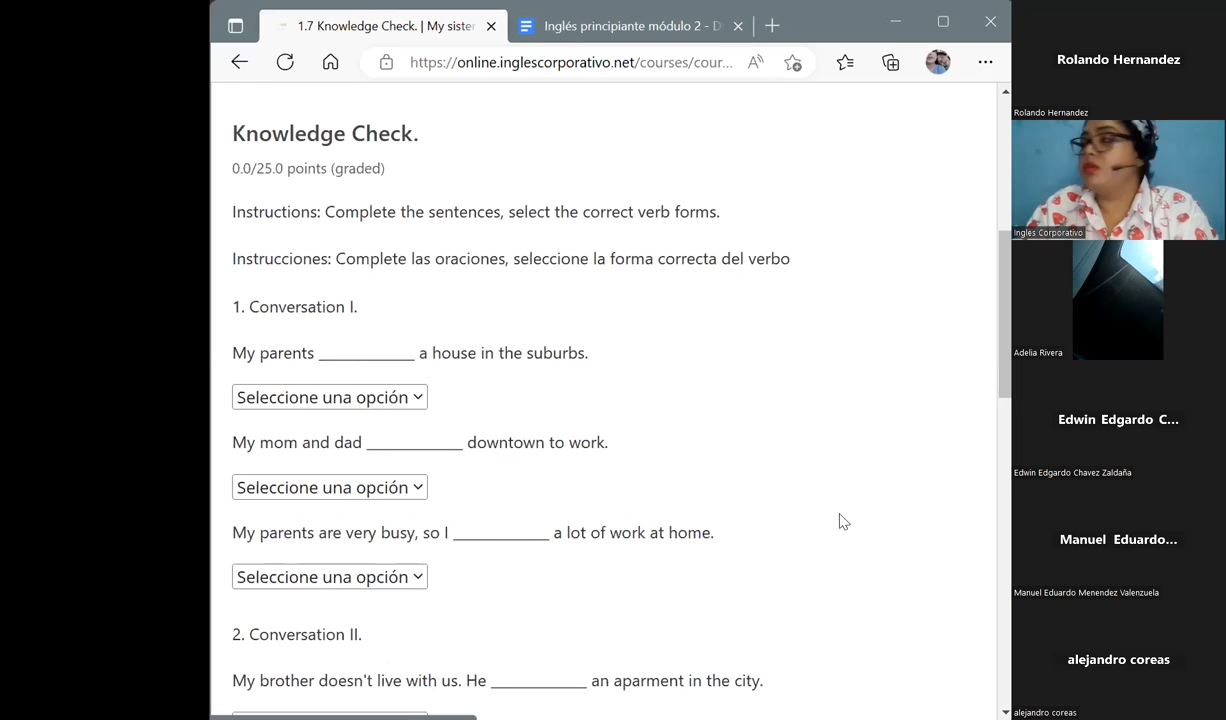 1.7 Knowledge Check. | My sister
Inglés principiante módulo 2 - D
https://online.inglescorporativo.net/courses/cour...
Knowledge Check.
0.0/25.0 points (graded)
Instructions: Complete the sentences, select the correct verb forms.
Instrucciones: Complete las oraciones, seleccione la forma correcta del verbo
1. Conversation I.
My parents ____________ a house in the suburbs.
Seleccione una opción
My mom and dad ____________ downtown to work.
Seleccione una opción
My parents are very busy, so I ____________ a lot of work at home.
Seleccione una opción
2. Conversation II.
My brother doesn't live with us. He ____________ an aparment in the city.
Rolando Hernandez
Rolando Hernandez
Ingles Corporativo
Adelia Rivera
Edwin Edgardo C...
Edwin Edgardo Chavez Zaldaña
Manuel Eduardo...
Manuel Eduardo Menendez Valenzuela
alejandro coreas
alejandro coreas